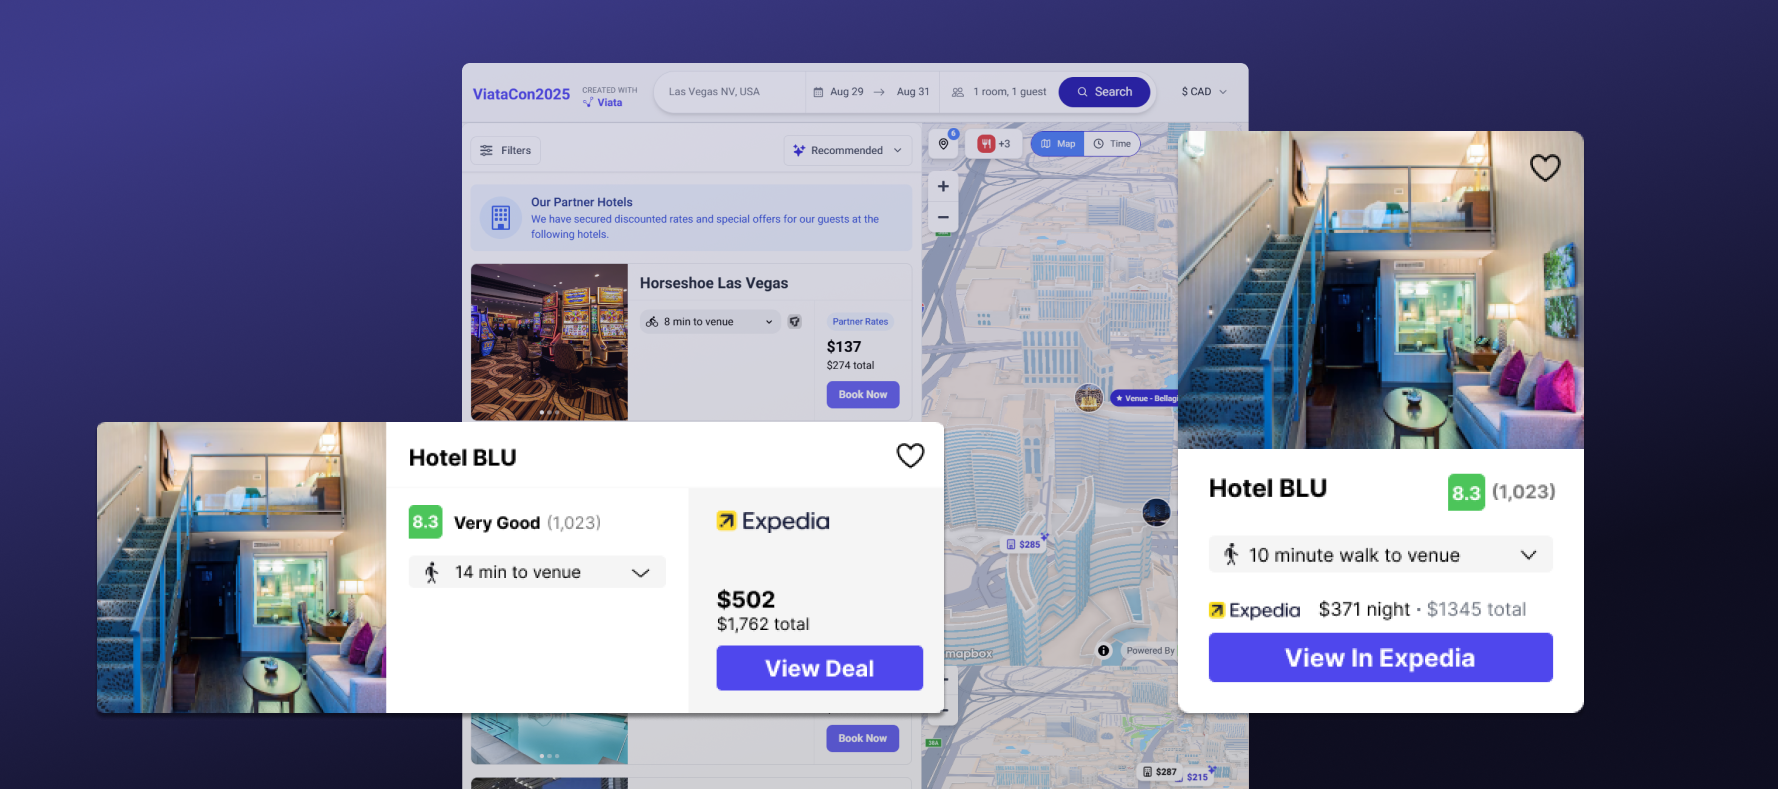 ViataCon2025
CREATED WITH
Viata
Las Vegas NV, USA
Aug 29 → Aug 31
1 room, 1 guest
Search
$ CAD
Filters
Recommended
6
+3
Map
Time
Our Partner Hotels
We have secured discounted rates and special offers for our guests at the
following hotels.
Horseshoe Las Vegas
8 min to venue
Partner Rates
$137
$274 total
Book Now
+
−
★ Venue - Bellagi
$285
mapbox
Powered By
Book Now
$287
$215
Hotel BLU
8.3 Very Good (1,023)
14 min to venue
Expedia
$502
$1,762 total
View Deal
Hotel BLU
8.3 (1,023)
10 minute walk to venue
Expedia $371 night · $1345 total
View In Expedia